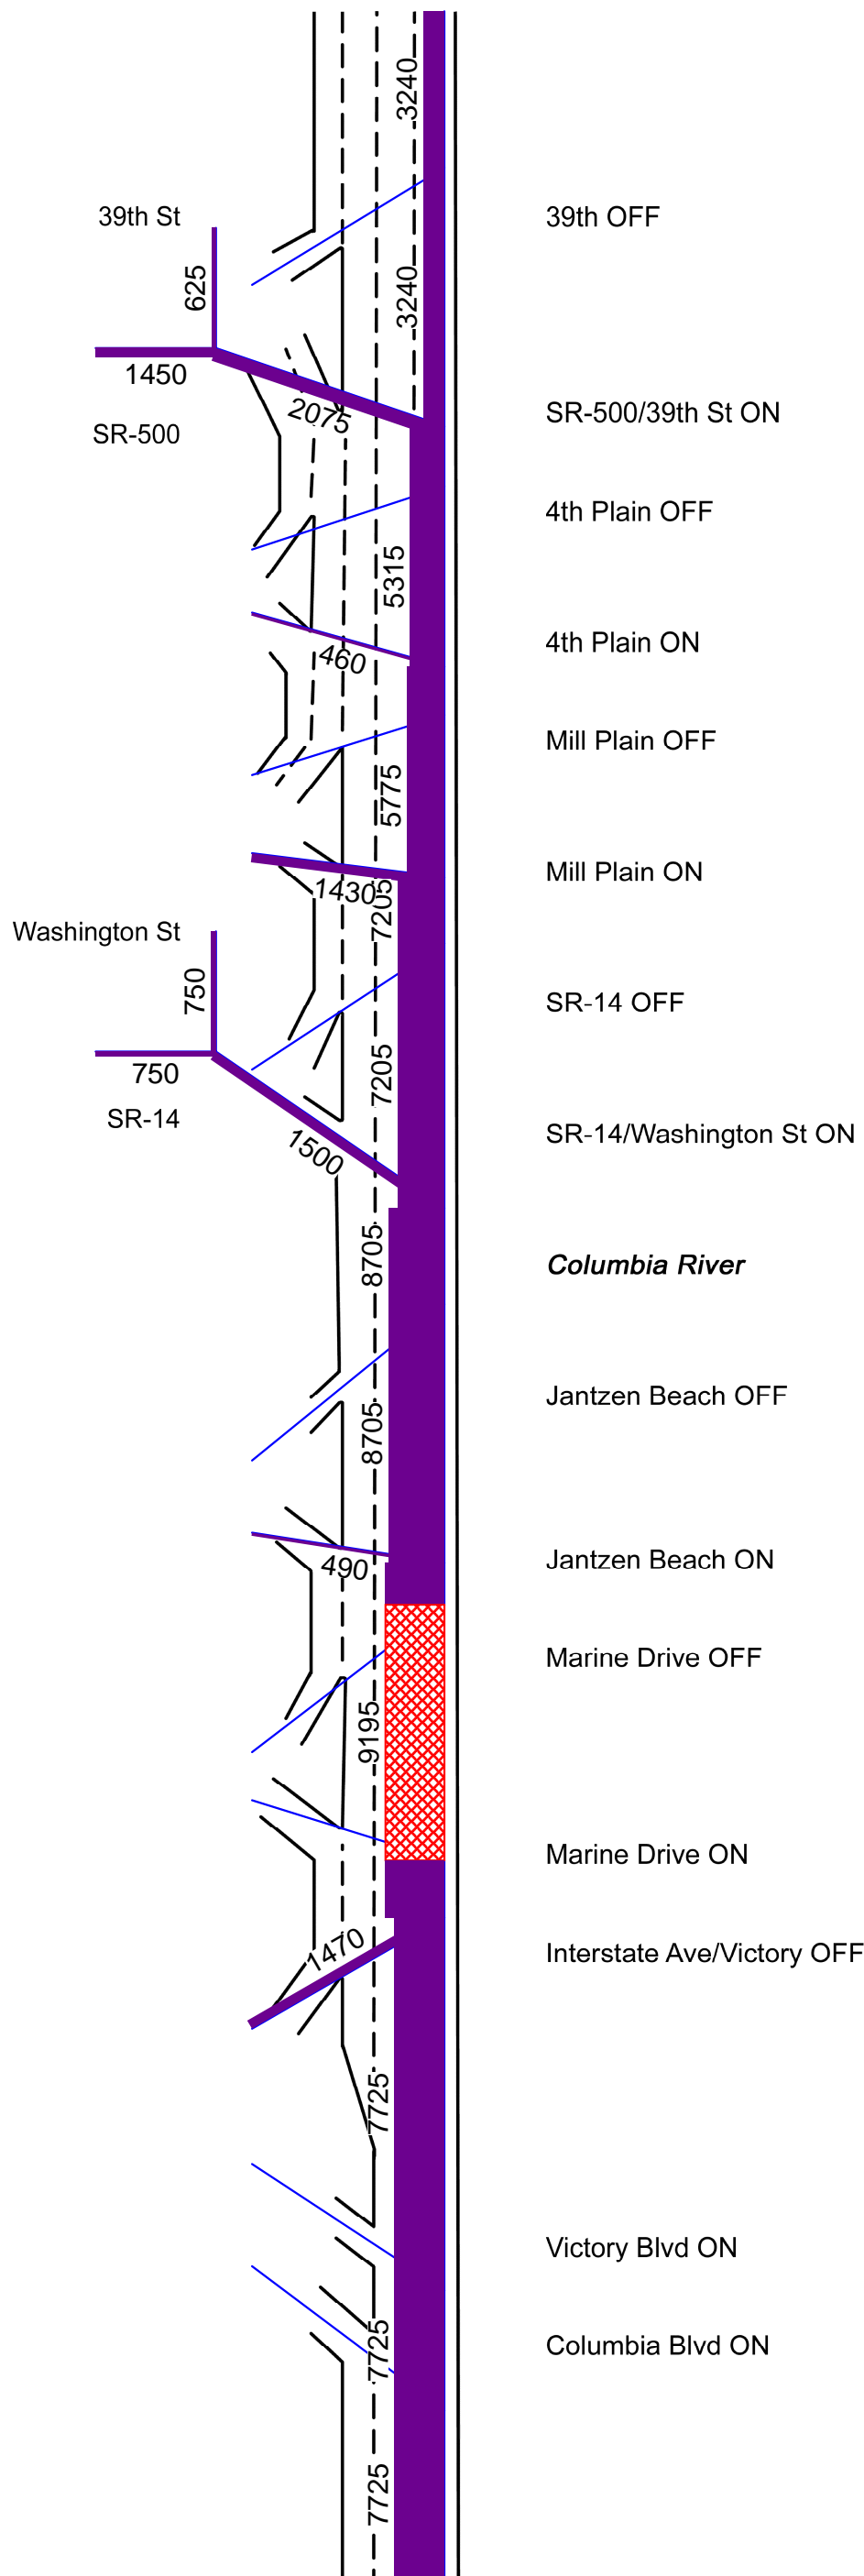 3240
39th St
39th OFF
625
3240
1450
2075
SR-500/39th St ON
SR-500
4th Plain OFF
5315
4th Plain ON
460
Mill Plain OFF
5775
Mill Plain ON
1430
7205
Washington St
750
SR-14 OFF
7205
750
SR-14
SR-14/Washington St ON
1500
8705
Columbia River
Jantzen Beach OFF
8705
Jantzen Beach ON
490
Marine Drive OFF
9195
Marine Drive ON
1470
Interstate Ave/Victory OFF
7725
Victory Blvd ON
7725
Columbia Blvd ON
7725